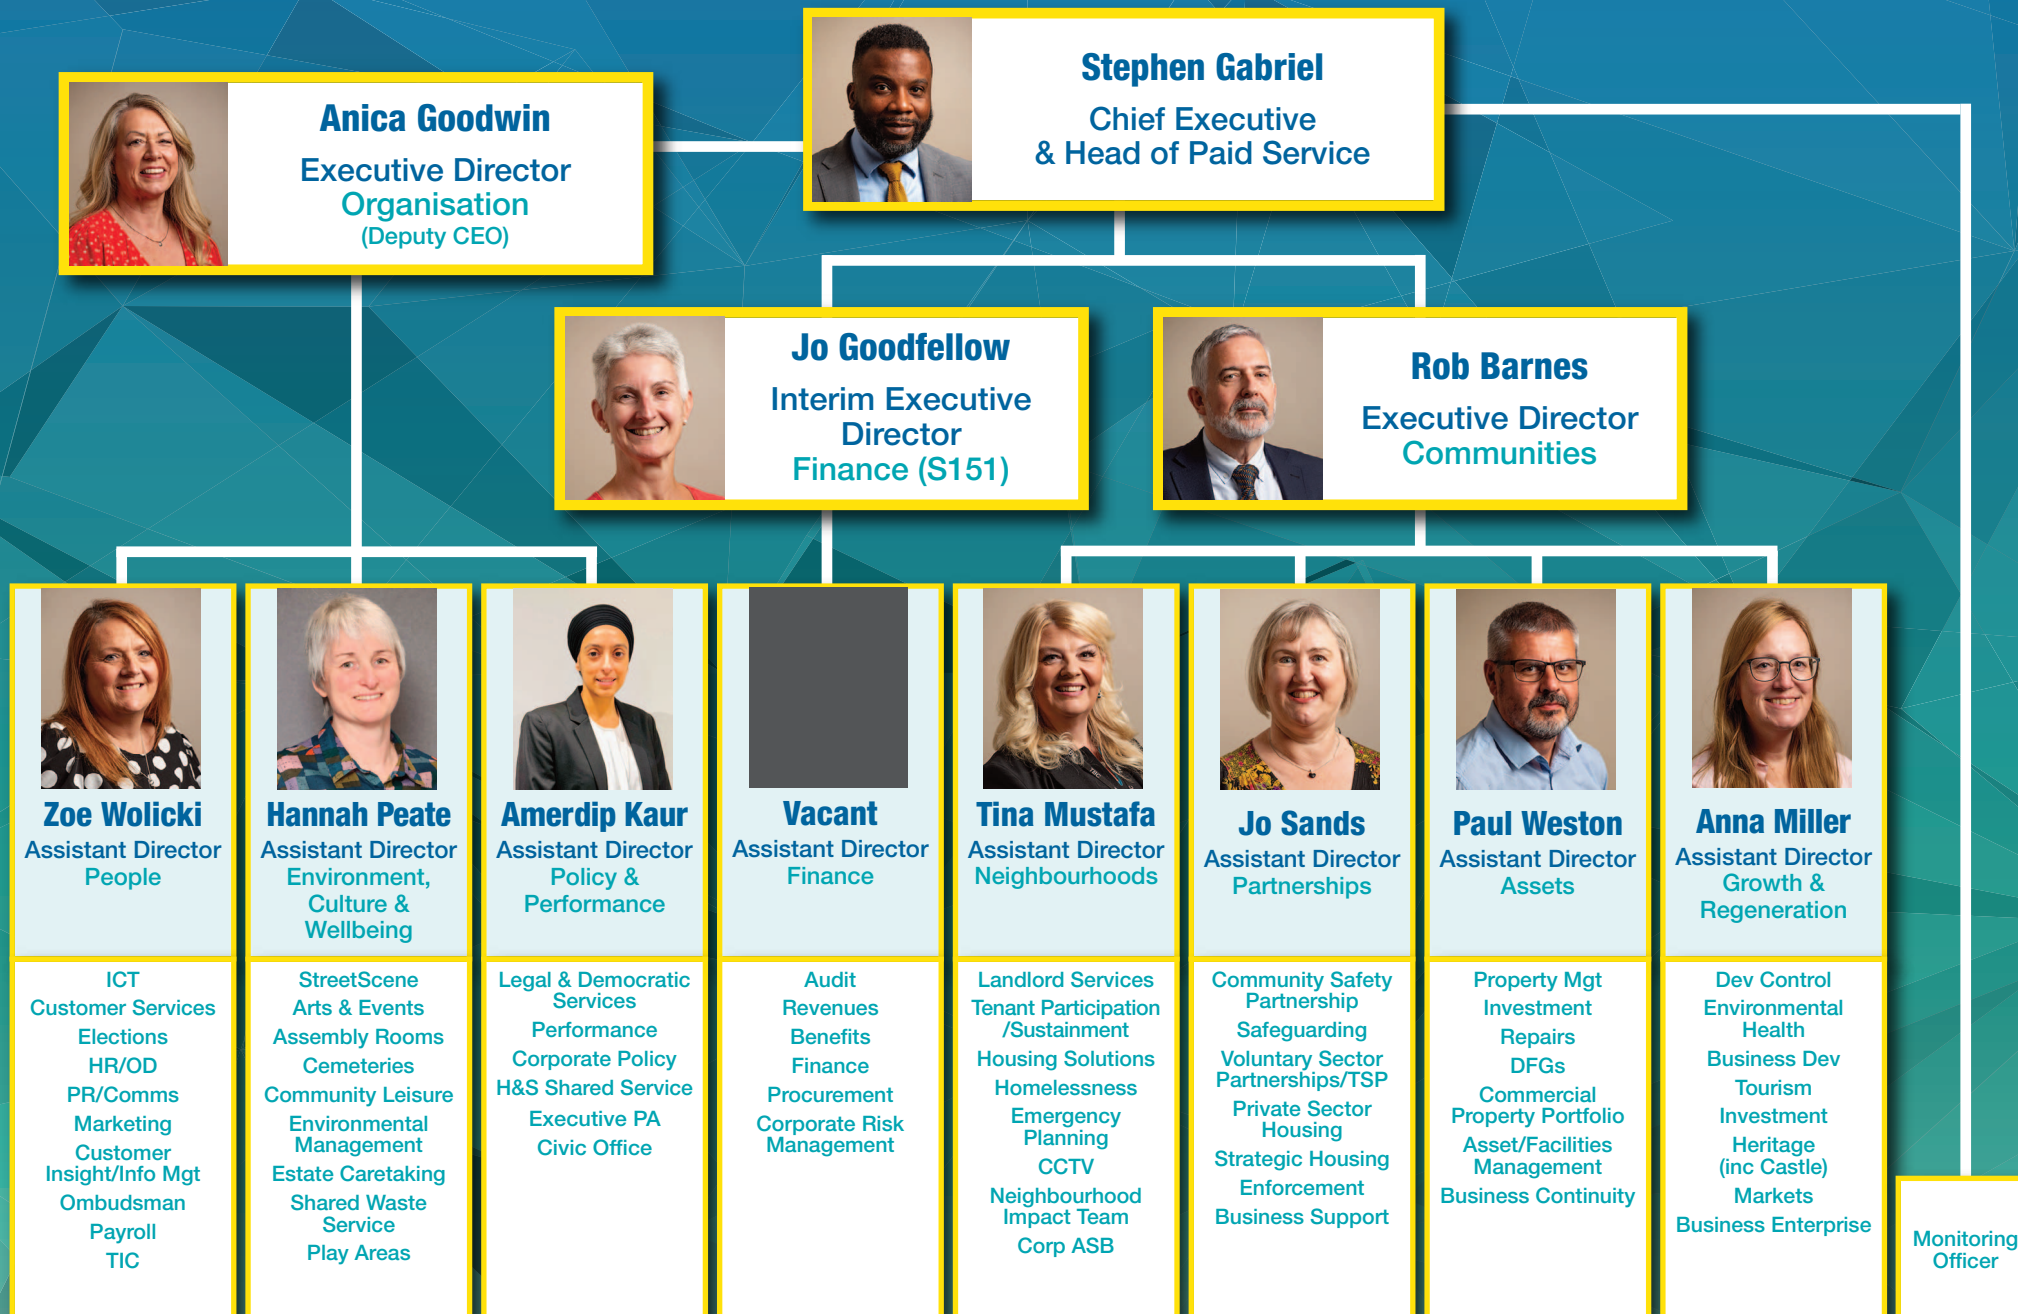 Stephen Gabriel
Chief Executive
& Head of Paid Service
Anica Goodwin
Executive Director
Organisation
(Deputy CEO)
Jo Goodfellow
Interim Executive
Director
Finance (S151)
Rob Barnes
Executive Director
Communities
Zoe Wolicki
Assistant Director
People
ICT
Customer Services
Elections
HR/OD
PR/Comms
Marketing
Customer
Insight/Info Mgt
Ombudsman
Payroll
TIC
Hannah Peate
Assistant Director
Environment,
Culture &
Wellbeing
StreetScene
Arts & Events
Assembly Rooms
Cemeteries
Community Leisure
Environmental
Management
Estate Caretaking
Shared Waste
Service
Play Areas
Amerdip Kaur
Assistant Director
Policy &
Performance
Legal & Democratic
Services
Performance
Corporate Policy
H&S Shared Service
Executive PA
Civic Office
Vacant
Assistant Director
Finance
Audit
Revenues
Benefits
Finance
Procurement
Corporate Risk
Management
Tina Mustafa
Assistant Director
Neighbourhoods
Landlord Services
Tenant Participation
/Sustainment
Housing Solutions
Homelessness
Emergency
Planning
CCTV
Neighbourhood
Impact Team
Corp ASB
Jo Sands
Assistant Director
Partnerships
Community Safety
Partnership
Safeguarding
Voluntary Sector
Partnerships/TSP
Private Sector
Housing
Strategic Housing
Enforcement
Business Support
Paul Weston
Assistant Director
Assets
Property Mgt
Investment
Repairs
DFGs
Commercial
Property Portfolio
Asset/Facilities
Management
Business Continuity
Anna Miller
Assistant Director
Growth &
Regeneration
Dev Control
Environmental
Health
Business Dev
Tourism
Investment
Heritage
(inc Castle)
Markets
Business Enterprise
Monitoring
Officer